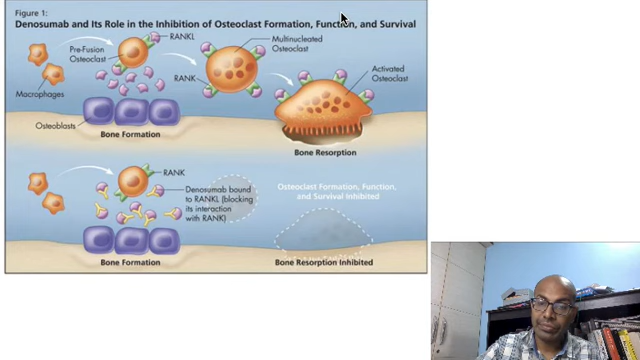 Figure 1:
Denosumab and Its Role in the Inhibition of Osteoclast Formation, Function, and Survival
RANKL
Pre-Fusion
Osteoclast
Multinucleated
Osteoclast
Activated
Osteoclast
RANK
Macrophages
Osteoblasts
Bone Formation
Bone Resorption
RANK
Denosumab bound
to RANKL (blocking
its interaction
with RANK)
Osteoclast Formation, Function,
and Survival Inhibited
Bone Formation
Bone Resorption Inhibited